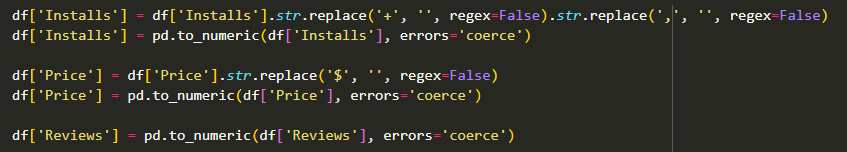 df['Installs'] = df['Installs'].str.replace('+', '', regex=False).str.replace(',', '', regex=False)
df['Installs'] = pd.to_numeric(df['Installs'], errors='coerce')
df['Price'] = df['Price'].str.replace('$', '', regex=False)
df['Price'] = pd.to_numeric(df['Price'], errors='coerce')
df['Reviews'] = pd.to_numeric(df['Reviews'], errors='coerce')